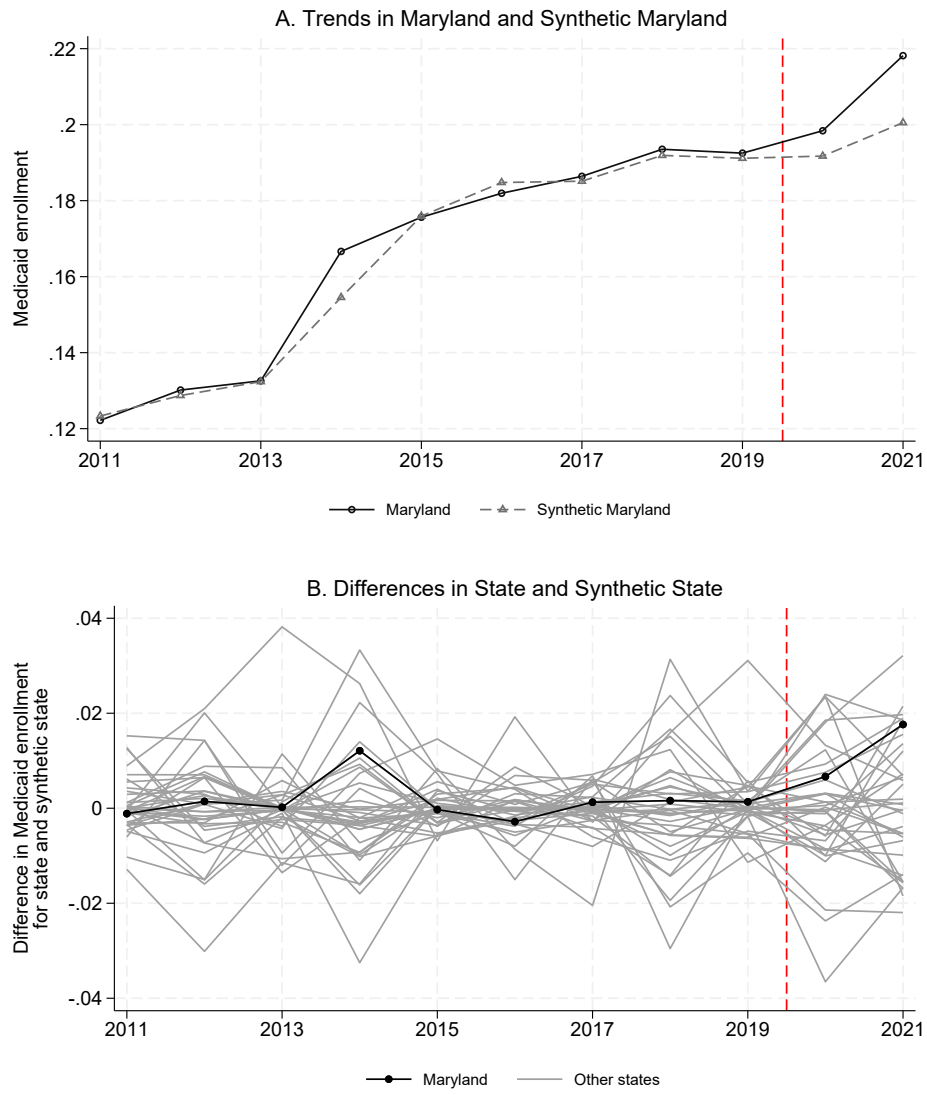 A. Trends in Maryland and Synthetic Maryland
.22
.2
.18
.16
.14
.12
Medicaid enrollment
2011 2013 2015 2017 2019 2021
Maryland Synthetic Maryland
B. Differences in State and Synthetic State
.04
.02
0
-.02
-.04
Difference in Medicaid enrollment
for state and synthetic state
2011 2013 2015 2017 2019 2021
Maryland Other states